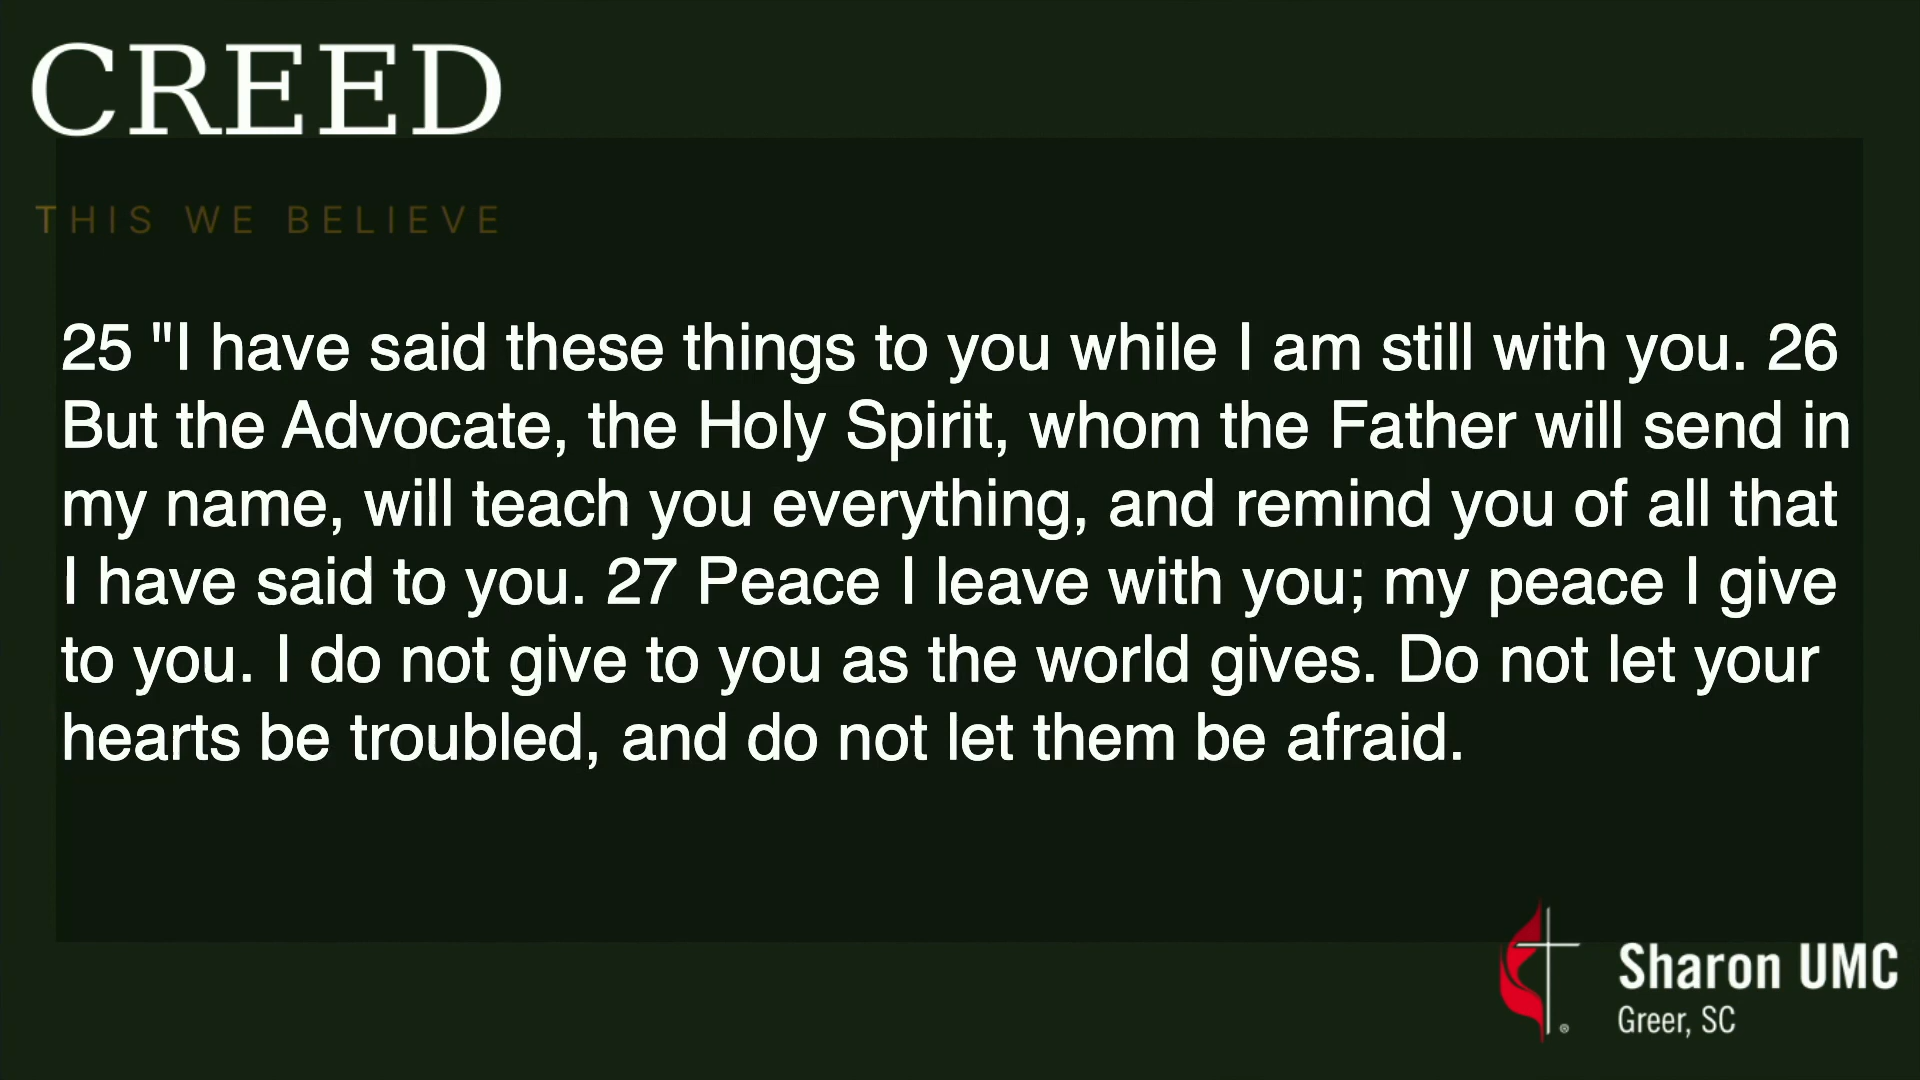 CREED
THIS WE BELIEVE
25 "I have said these things to you while I am still with you. 26
But the Advocate, the Holy Spirit, whom the Father will send in
my name, will teach you everything, and remind you of all that
I have said to you. 27 Peace I leave with you; my peace I give
to you. I do not give to you as the world gives. Do not let your
hearts be troubled, and do not let them be afraid.
Sharon UMC
Greer, SC
®